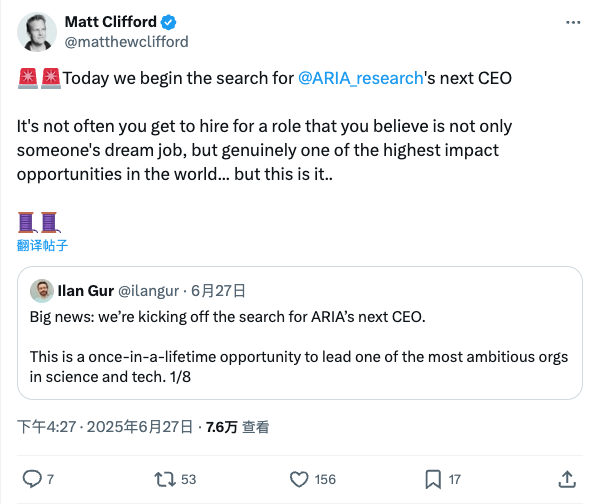 Matt Clifford
@matthewclifford
🚨🚨Today we begin the search for @ARIA_research's next CEO
It's not often you get to hire for a role that you believe is not only
someone's dream job, but genuinely one of the highest impact
opportunities in the world... but this is it..
🧵🧵
翻译帖子
Ilan Gur @ilangur · 6月27日
Big news: we’re kicking off the search for ARIA’s next CEO.
This is a once-in-a-lifetime opportunity to lead one of the most ambitious orgs
in science and tech. 1/8
下午4:27 · 2025年6月27日 · 7.6万 查看
7 53 156 17